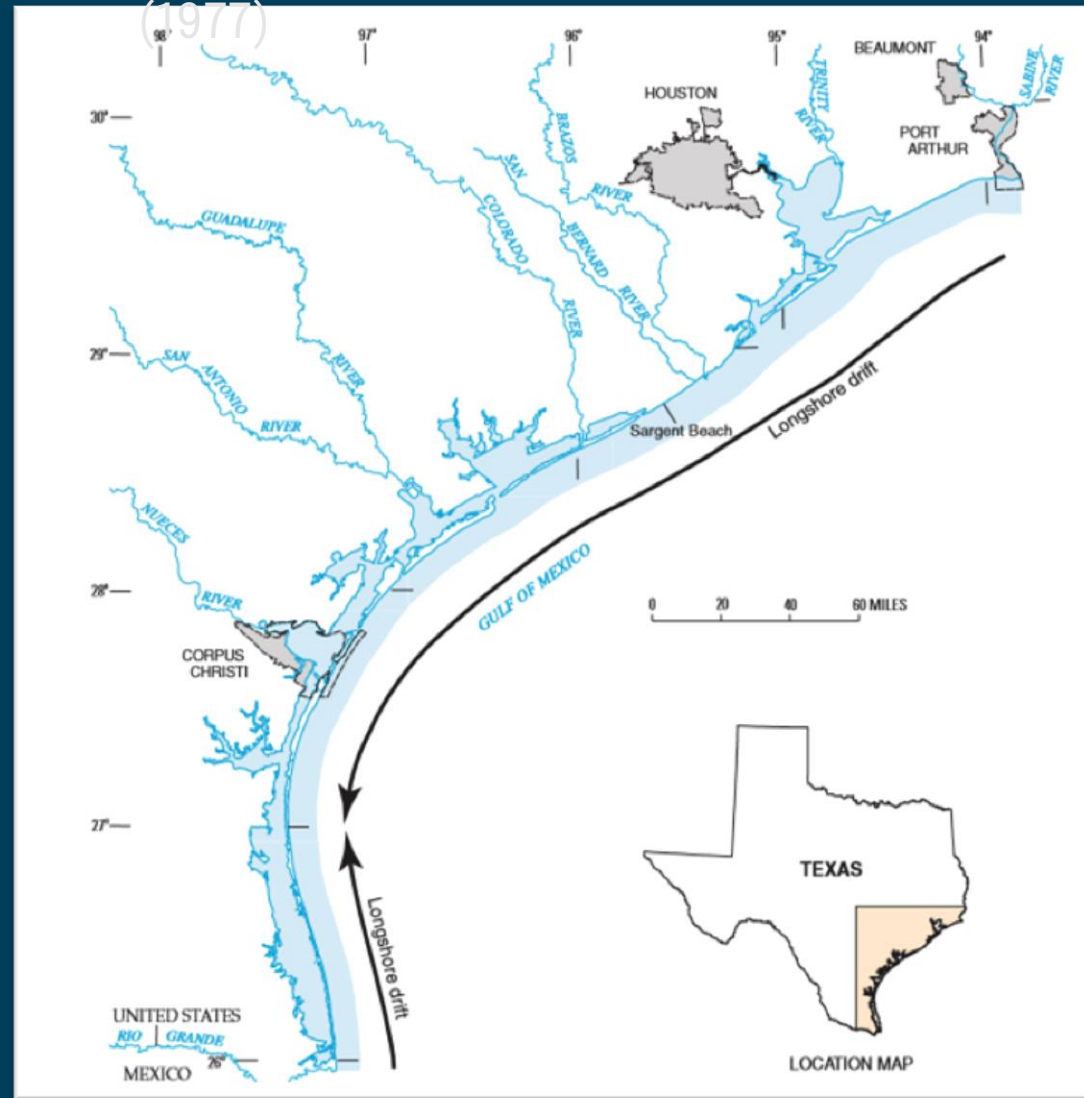 (1977)
98°
97°
96°
95°
94°
BEAUMONT
SABINE
RIVER
HOUSTON
TRINITY
RIVER
30°
PORT
ARTHUR
BRAZOS
RIVER
SAN
BERNARD
RIVER
COLORADO
RIVER
GUADALUPE
RIVER
29°
SAN
ANTONIO
RIVER
Longshore drift
Sargent Beach
NUECES
RIVER
GULF OF MEXICO
28°
0 20 40 60 MILES
CORPUS
CHRISTI
27°
TEXAS
Longshore drift
UNITED STATES
RIO GRANDE
26°
MEXICO
LOCATION MAP